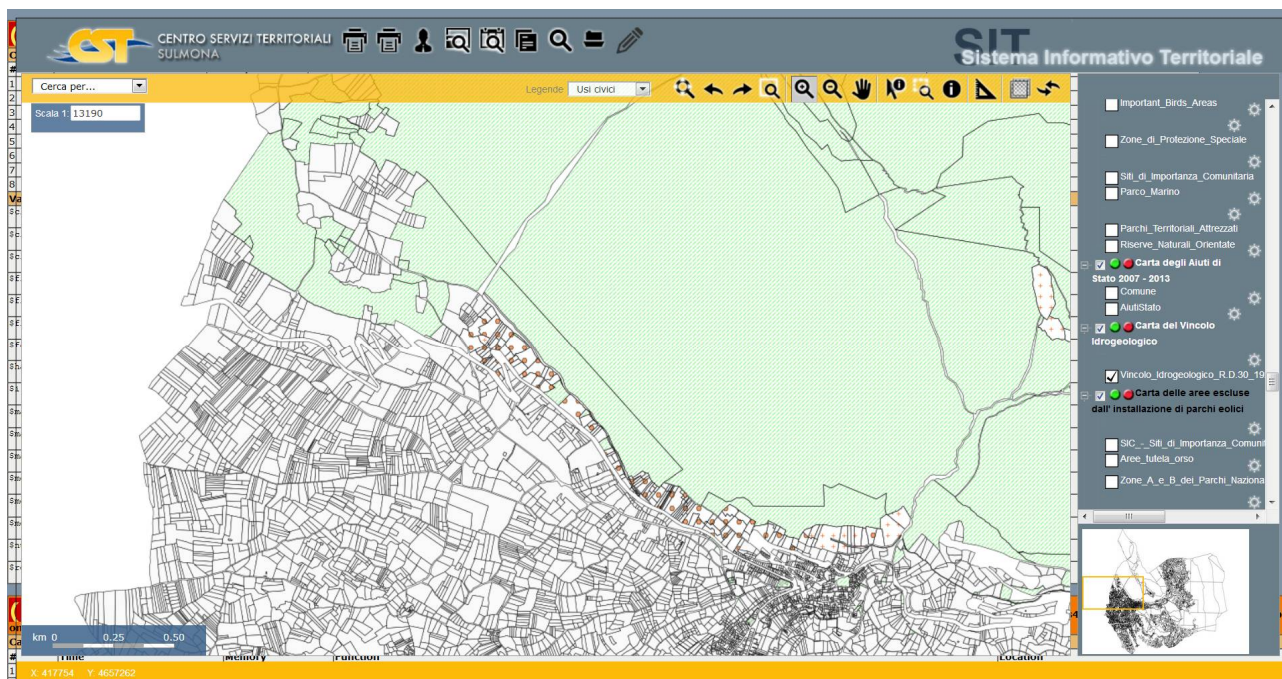 CST
CENTRO SERVIZI TERRITORIALI
SULMONA
SIT
Sistema Informativo Territoriale
Cerca per...
Legende
Usi civici
Scala 1:
13190
Important_Birds_Areas
Zone_di_Protezione_Speciale
Siti_di_Importanza_Comunitaria
Parco_Marino
Parchi_Territoriali_Attrezzati
Riserve_Naturali_Orientate
Carta degli Aiuti di
Stato 2007 - 2013
Comune
AiutiStato
Carta del Vincolo
Idrogeologico
Vincolo_Idrogeologico_R.D.30_19
Carta delle aree escluse
dall' installazione di parchi eolici
SIC_-_Siti_di_Importanza_Comunit
Aree_tutela_orso
Zone_A_e_B_dei_Parchi_Naziona
km 0 0.25 0.50
# Time Memory Function Location
1
X: 417754 Y: 4657262